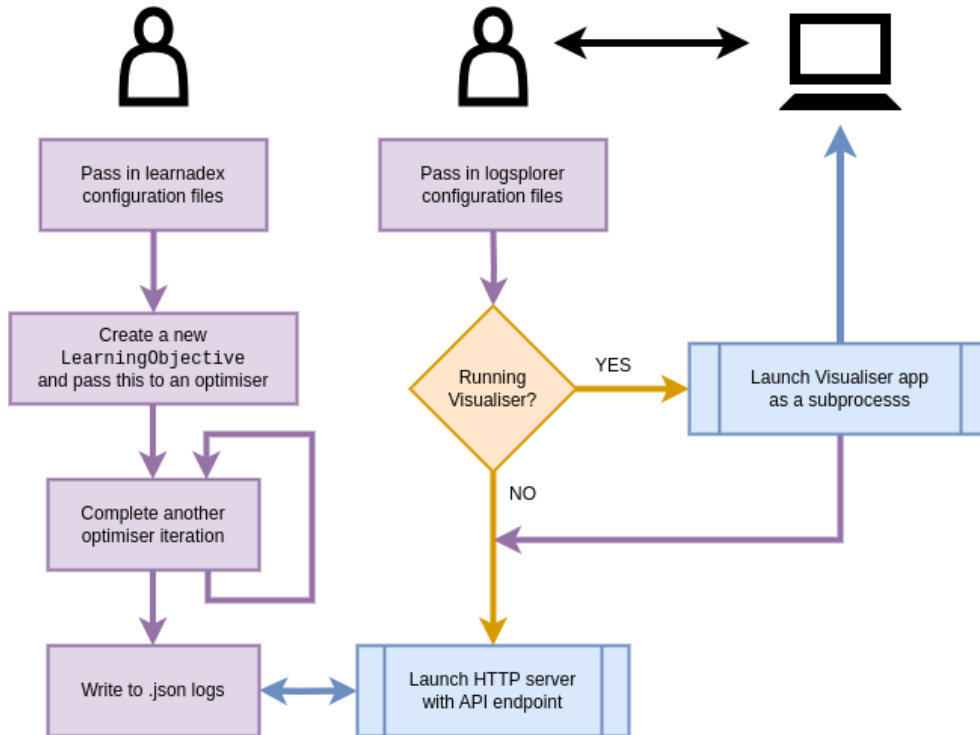 Pass in learnadex
configuration files
Create a new
LearningObjective
and pass this to an optimiser
Complete another
optimiser iteration
Write to .json logs
Pass in logsplorer
configuration files
Running
Visualiser?
YES
NO
Launch Visualiser app
as a subprocesss
Launch HTTP server
with API endpoint